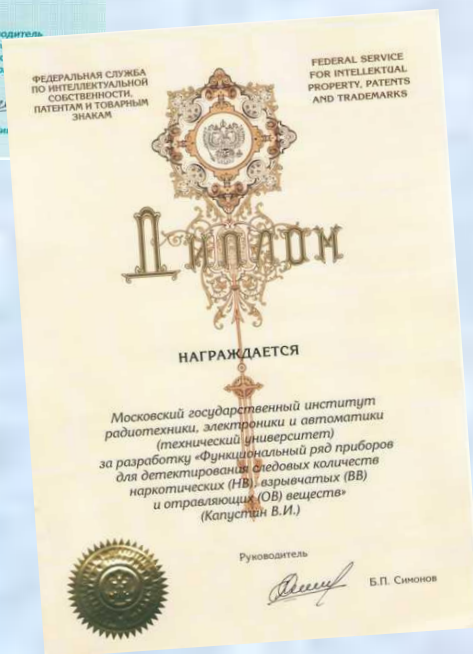 одитель
ФЕДЕРАЛЬНАЯ СЛУЖБА
ПО ИНТЕЛЛЕКТУАЛЬНОЙ
СОБСТВЕННОСТИ,
ПАТЕНТАМ И ТОВАРНЫМ
ЗНАКАМ
FEDERAL SERVICE
FOR INTELLEKTUAL
PROPERTY, PATENTS
AND TRADEMARKS
ДИПЛОМ
НАГРАЖДАЕТСЯ
Московский государственный институт
радиотехники, электроники и автоматики
(технический университет)
за разработку «Функциональный ряд приборов
для детектирования следовых количеств
наркотических (НВ), взрывчатых (ВВ)
и отравляющих (ОВ) веществ»
(Капустин В.И.)
Руководитель
Б.П. Симонов